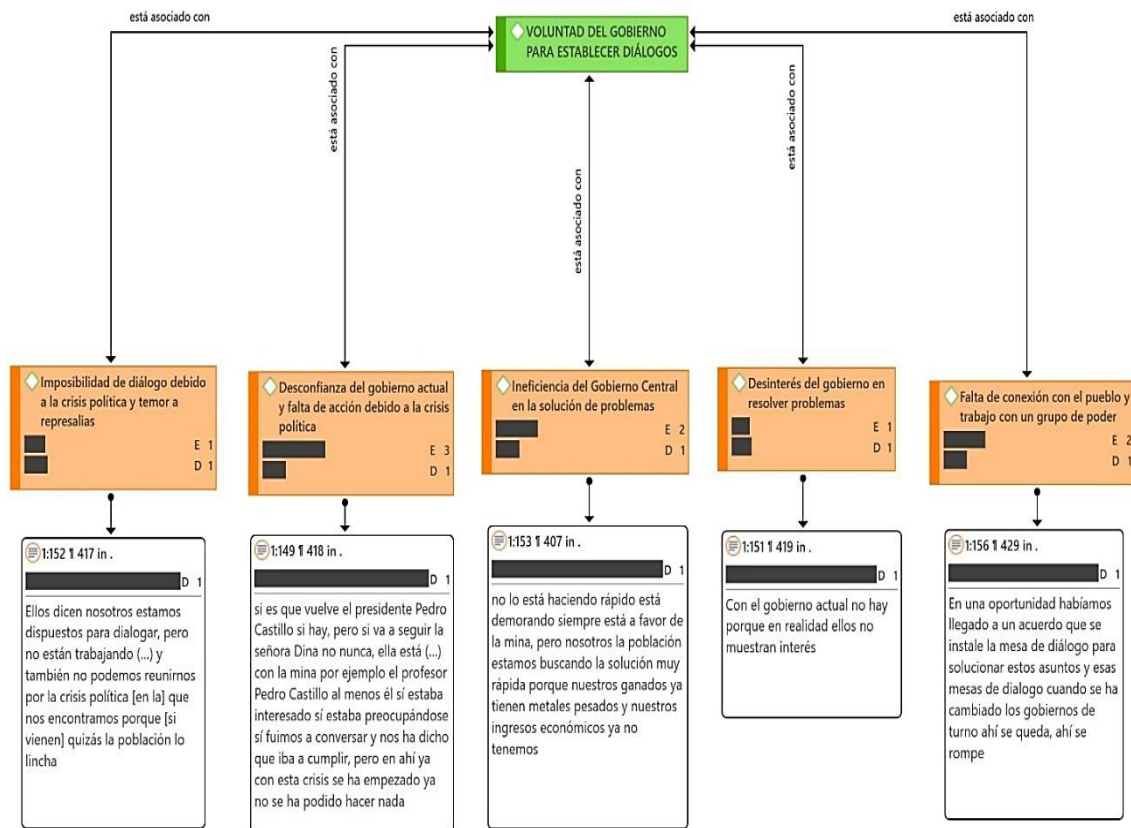 está asociado con
está asociado con
VOLUNTAD DEL GOBIERNO
PARA ESTABLECER DIÁLOGOS
está asociado con
está asociado con
está asociado con
Imposibilidad de diálogo debido
a la crisis política y temor a
represalias
E 1
D 1
Desconfianza del gobierno actual
y falta de acción debido a la crisis
política
E 3
D 1
Ineficiencia del Gobierno Central
en la solución de problemas
E 2
D 1
Desinterés del gobierno en
resolver problemas
E 1
D 1
Falta de conexión con el pueblo y
trabajo con un grupo de poder
E 2
D 1
1:152 ¶ 417 in .
D 1
Ellos dicen nosotros estamos
dispuestos para dialogar, pero
no están trabajando (...) y
también no podemos reunirnos
por la crisis política [en la] que
nos encontramos porque [si
vienen] quizás la población lo
lincha
1:149 ¶ 418 in .
D 1
si es que vuelve el presidente Pedro
Castillo si hay, pero si va a seguir la
señora Dina no nunca, ella está (...)
con la mina por ejemplo el profesor
Pedro Castillo al menos él sí estaba
interesado sí estaba preocupándose
sí fuimos a conversar y nos ha dicho
que iba a cumplir, pero en ahí ya
con esta crisis se ha empezado ya
no se ha podido hacer nada
1:153 ¶ 407 in .
D 1
no lo está haciendo rápido está
demorando siempre está a favor de
la mina, pero nosotros la población
estamos buscando la solución muy
rápida porque nuestros ganados ya
tienen metales pesados y nuestros
ingresos económicos ya no
tenemos
1:151 ¶ 419 in .
D 1
Con el gobierno actual no hay
porque en realidad ellos no
muestran interés
1:156 ¶ 429 in .
D 1
En una oportunidad habíamos
llegado a un acuerdo que se
instale la mesa de diálogo para
solucionar estos asuntos y esas
mesas de dialogo cuando se ha
cambiado los gobiernos de
turno ahí se queda, ahí se
rompe